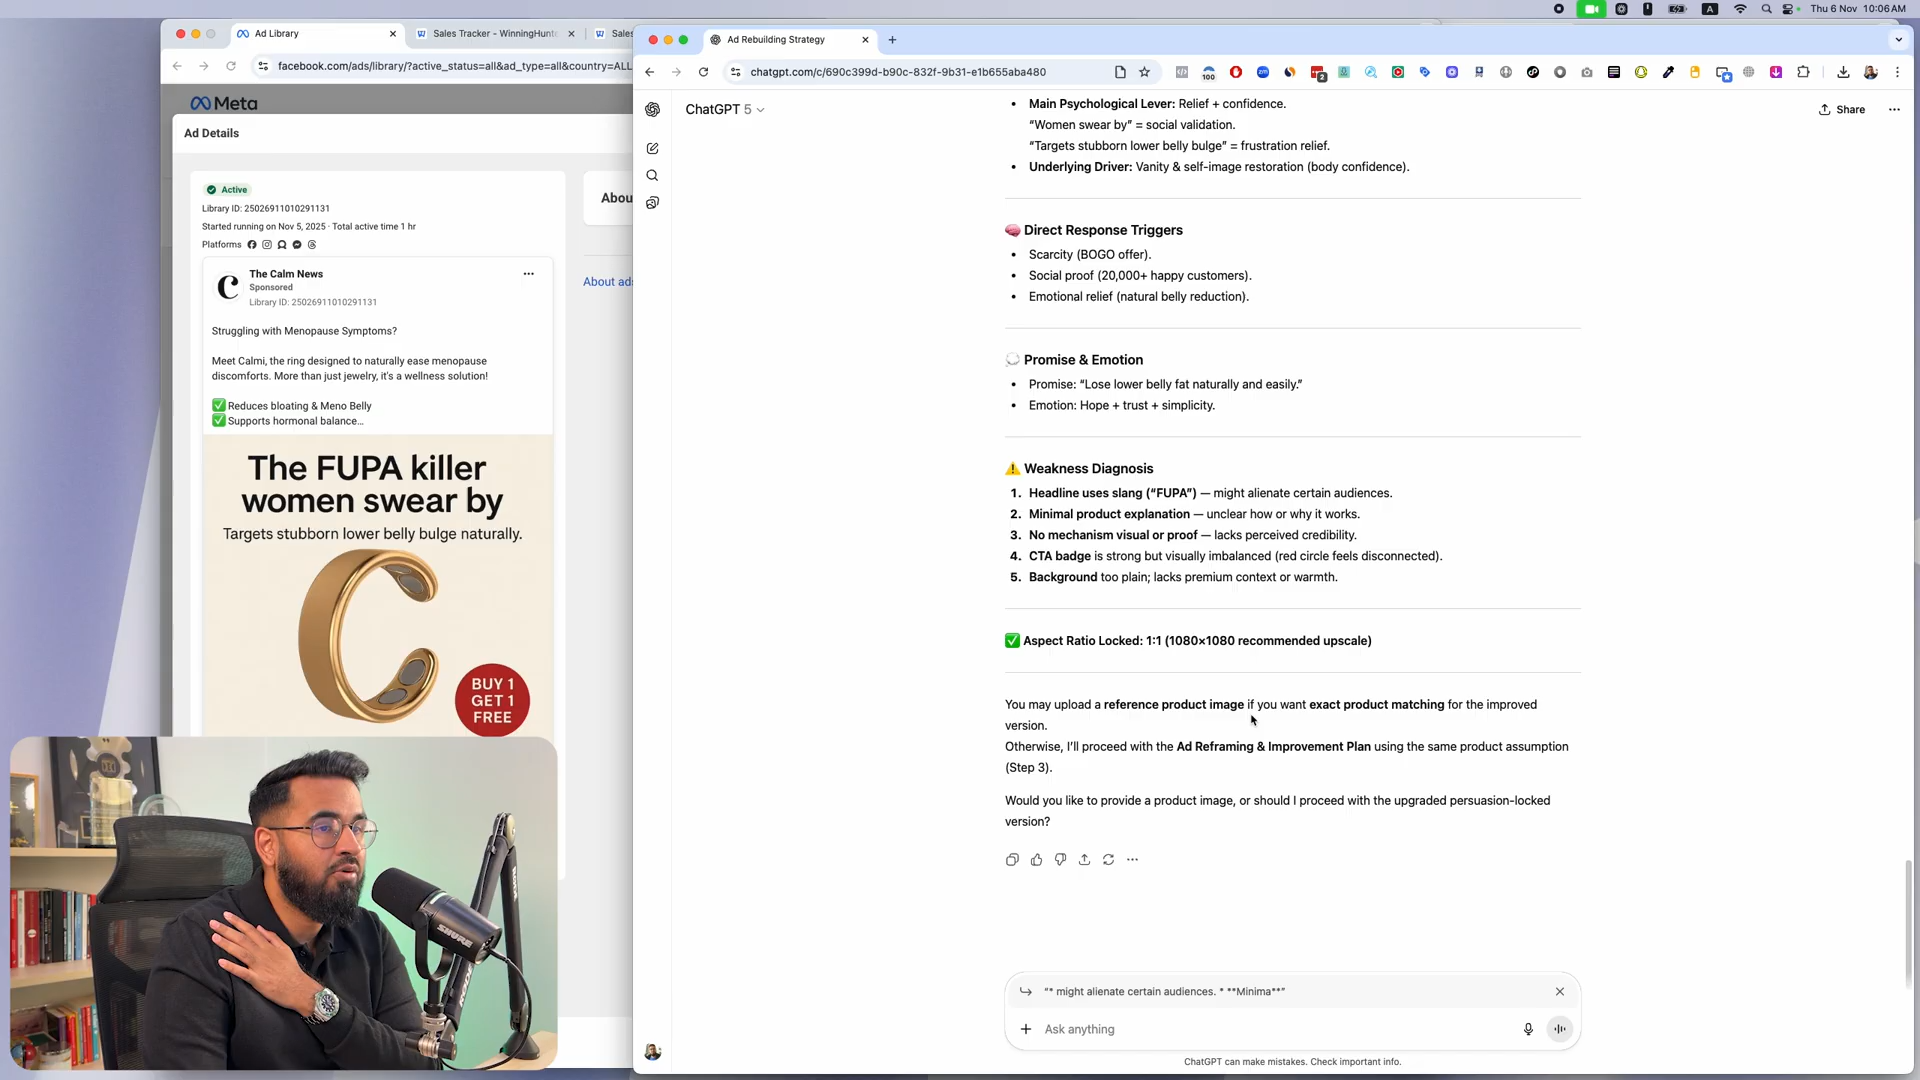 Thu 6 Nov 10:06 AM
Ad Library
Sales Tracker - WinningHunt
Sales
facebook.com/ads/library/?active_status=all&ad_type=all&country=ALL
Meta
Ad Details
Active
Library ID: 25026911010291131
Started running on Nov 5, 2025 · Total active time 1 hr
Platforms
The Calm News
Sponsored
Library ID: 25026911010291131
Struggling with Menopause Symptoms?
Meet Calmi, the ring designed to naturally ease menopause
discomforts. More than just jewelry, it's a wellness solution!
✅ Reduces bloating & Meno Belly
✅ Supports hormonal balance...
The FUPA killer
women swear by
Targets stubborn lower belly bulge naturally.
BUY 1
GET 1
FREE
Abou
About ads
SHURE
Ad Rebuilding Strategy
chatgpt.com/c/690c399d-b90c-832f-9b31-e1b655aba480
100
2
ChatGPT 5
Share
• Main Psychological Lever: Relief + confidence.
“Women swear by” = social validation.
“Targets stubborn lower belly bulge” = frustration relief.
• Underlying Driver: Vanity & self-image restoration (body confidence).
🧠 Direct Response Triggers
• Scarcity (BOGO offer).
• Social proof (20,000+ happy customers).
• Emotional relief (natural belly reduction).
💭 Promise & Emotion
• Promise: “Lose lower belly fat naturally and easily.”
• Emotion: Hope + trust + simplicity.
⚠️ Weakness Diagnosis
1. Headline uses slang (“FUPA”) — might alienate certain audiences.
2. Minimal product explanation — unclear how or why it works.
3. No mechanism visual or proof — lacks perceived credibility.
4. CTA badge is strong but visually imbalanced (red circle feels disconnected).
5. Background too plain; lacks premium context or warmth.
✅ Aspect Ratio Locked: 1:1 (1080×1080 recommended upscale)
You may upload a reference product image if you want exact product matching for the improved
version.
Otherwise, I’ll proceed with the Ad Reframing & Improvement Plan using the same product assumption
(Step 3).
Would you like to provide a product image, or should I proceed with the upgraded persuasion-locked
version?
“* might alienate certain audiences. * **Minima**”
Ask anything
ChatGPT can make mistakes. Check important info.